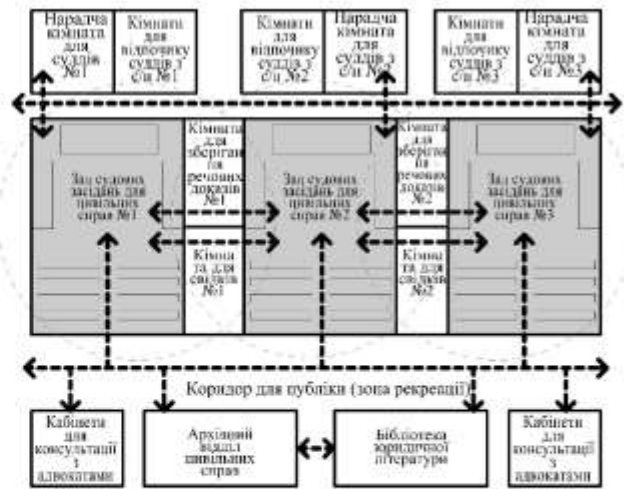 Нарадча
кімната для
суддів
№1
Кімнати
для
відпочику
суддів з
с/н №1
Кімнати
для
відпочику
суддів з
с/н №2
Нарадча
кімната для
суддів з
с/н №2
Кімнати
для
відпочику
суддів з
с/н №3
Нарадча
кімната для
суддів з
с/н №3
Зал судових
засідань для
цивільних
справ №1
Кімната
для
зберіган
ня
речових
доказів
№1
Зал судових
засідань для
цивільних
справ №2
Кімната
для
зберіган
ня
речових
доказів
№2
Зал судових
засідань для
цивільних
справ №3
Кімна
та для
свідків
№1
Кімна
та для
свідків
№2
Коридор для публіки (зона рекреації)
Кабінети
для
консультації
з
адвокатами
Архівний
відділ
цивільних
справ
Бібліотека
юридичної
літератури
Кабінети
для
консультації
з
адвокатами